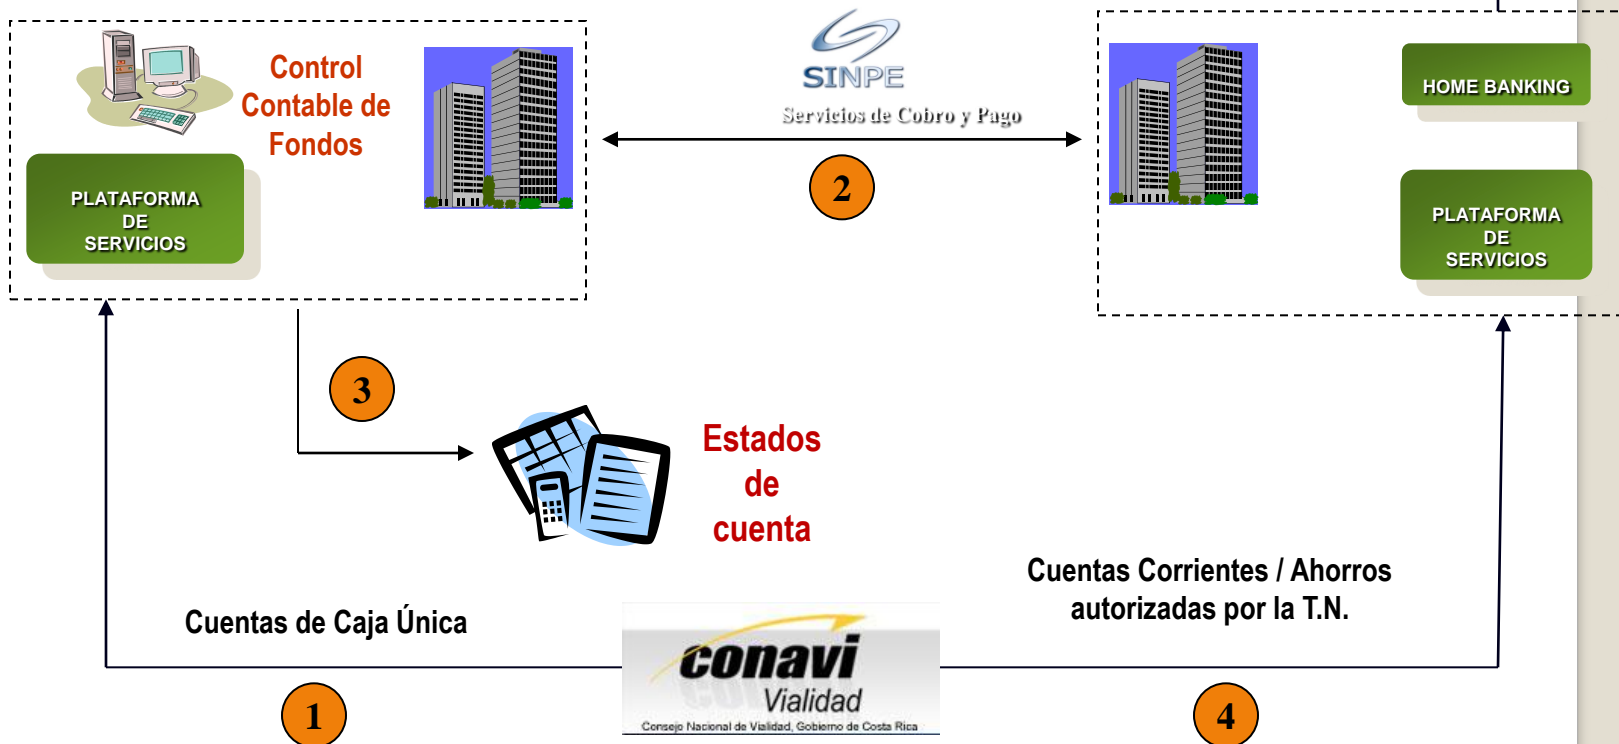 Control
Contable de
Fondos
PLATAFORMA
DE
SERVICIOS
SINPE
Servicios de Cobro y Pago
2
HOME BANKING
PLATAFORMA
DE
SERVICIOS
3
Estados
de
cuenta
Cuentas de Caja Única
1
conavi
Vialidad
Consejo Nacional de Vialidad, Gobierno de Costa Rica
Cuentas Corrientes / Ahorros
autorizadas por la T.N.
4